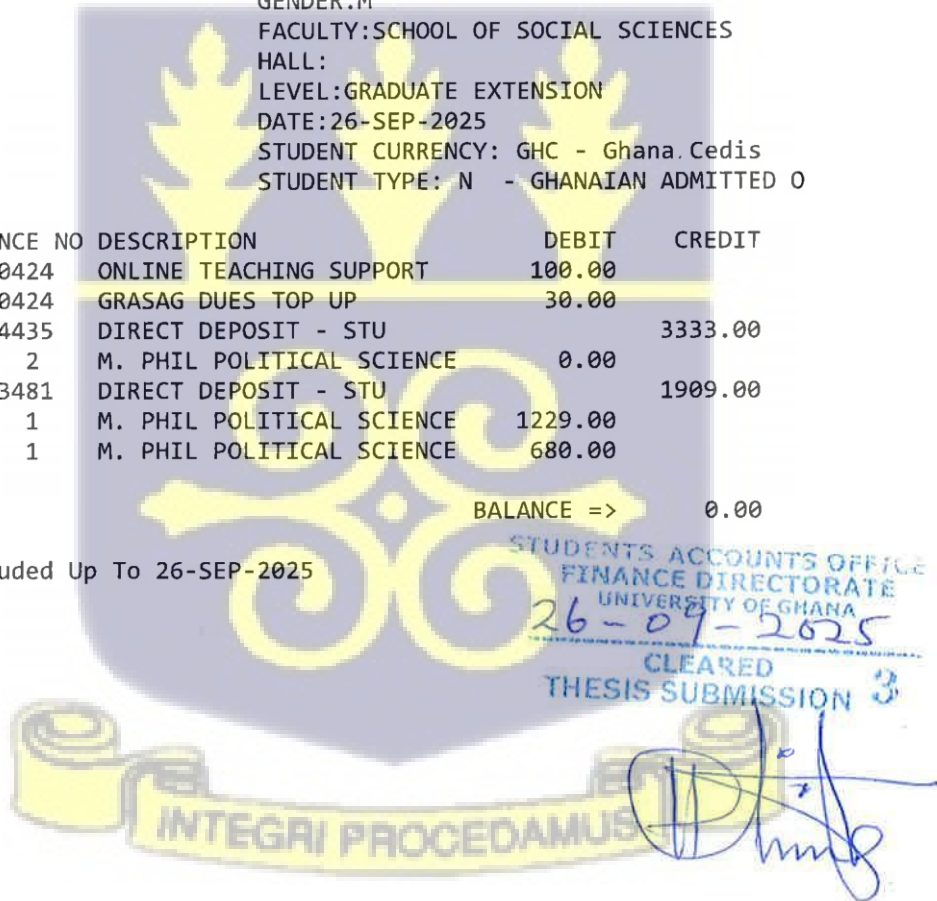 GENDER.M
FACULTY:SCHOOL OF SOCIAL SCIENCES
HALL:
LEVEL:GRADUATE EXTENSION
DATE:26-SEP-2025
STUDENT CURRENCY: GHC - Ghana Cedis
STUDENT TYPE: N - GHANAIAN ADMITTED O
NCE NO DESCRIPTION DEBIT CREDIT
0424 ONLINE TEACHING SUPPORT 100.00
0424 GRASAG DUES TOP UP 30.00
4435 DIRECT DEPOSIT - STU 3333.00
2 M. PHIL POLITICAL SCIENCE 0.00
3481 DIRECT DEPOSIT - STU 1909.00
1 M. PHIL POLITICAL SCIENCE 1229.00
1 M. PHIL POLITICAL SCIENCE 680.00
BALANCE => 0.00
uded Up To 26-SEP-2025
STUDENTS ACCOUNTS OFFICE
FINANCE DIRECTORATE
UNIVERSITY OF GHANA
26-09-2025
CLEARED
THESIS SUBMISSION 3
INTEGRI PROCEDAMUS